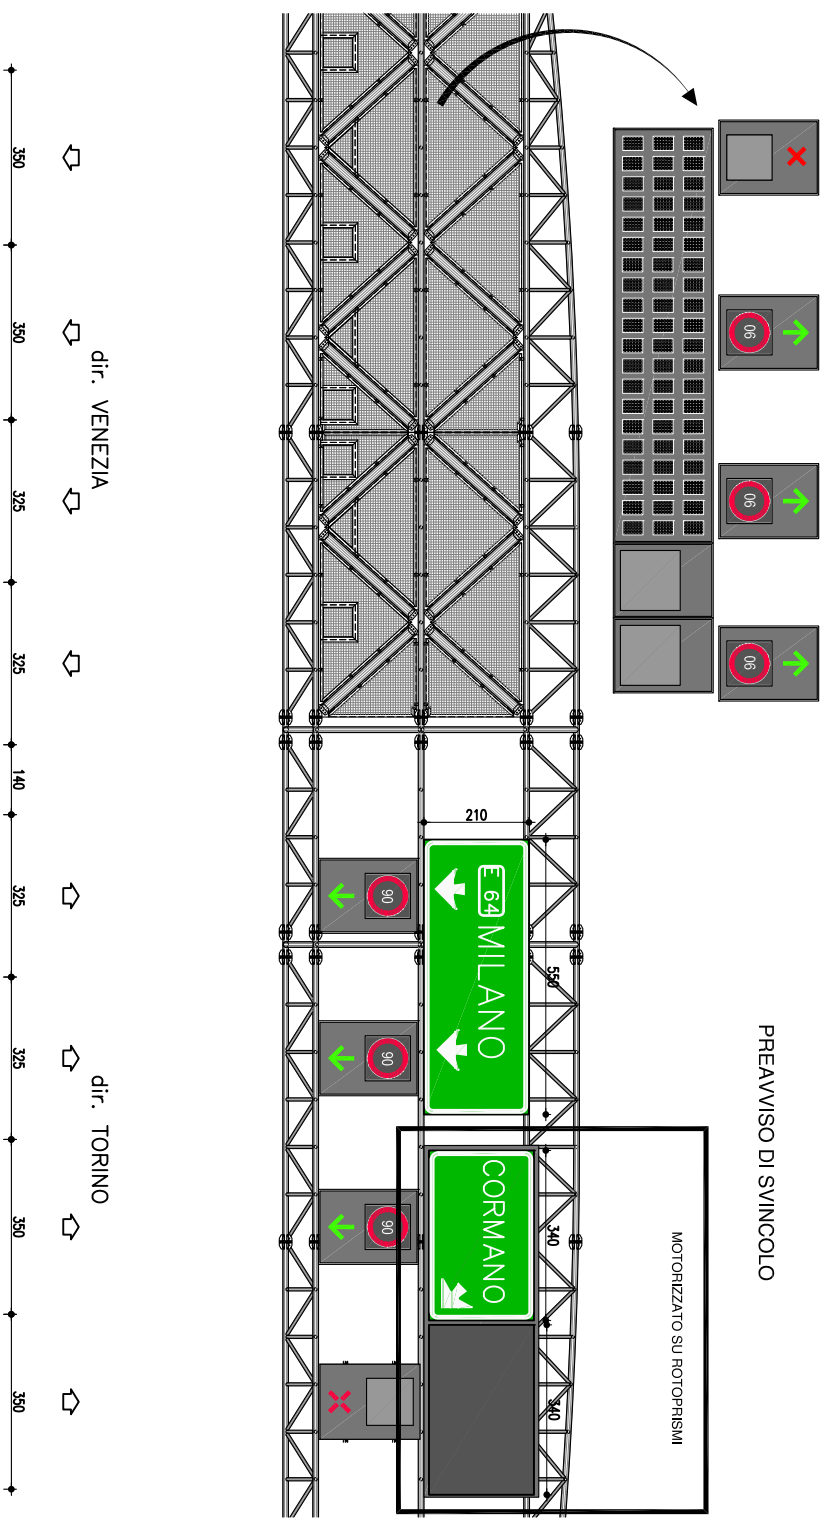 PREAVVISO DI SVINCOLO
90
90
90
MOTORIZZATO SU ROTOPRISMI
550
340
340
210
E 64
MILANO
CORMANO
90
90
90
dir. VENEZIA
dir. TORINO
350
350
325
325
140
325
325
350
350